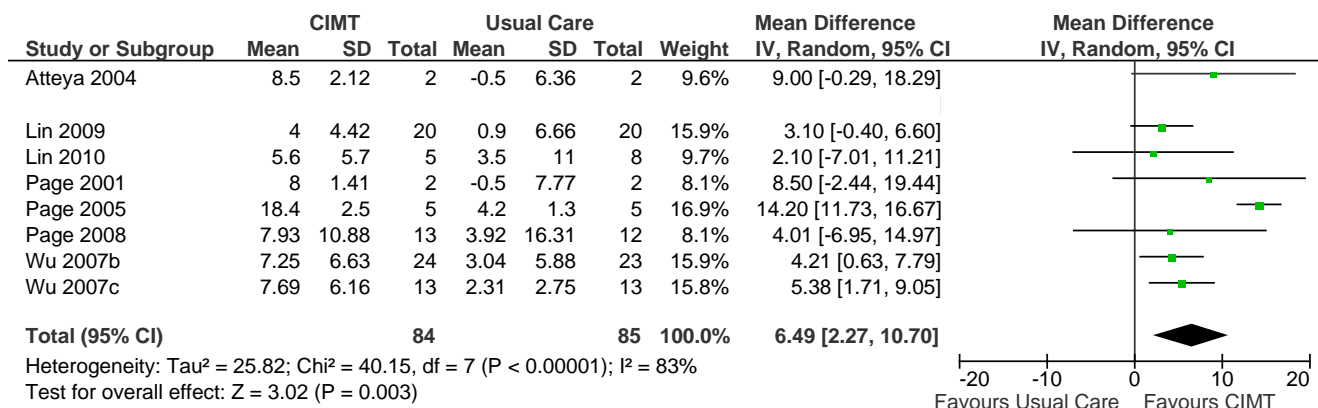 CIMT Usual Care Mean Difference Mean Difference
Study or Subgroup Mean SD Total Mean SD Total Weight IV, Random, 95% CI IV, Random, 95% CI
Atteya 2004 8.5 2.12 2 -0.5 6.36 2 9.6% 9.00 [-0.29, 18.29]
Lin 2009 4 4.42 20 0.9 6.66 20 15.9% 3.10 [-0.40, 6.60]
Lin 2010 5.6 5.7 5 3.5 11 8 9.7% 2.10 [-7.01, 11.21]
Page 2001 8 1.41 2 -0.5 7.77 2 8.1% 8.50 [-2.44, 19.44]
Page 2005 18.4 2.5 5 4.2 1.3 5 16.9% 14.20 [11.73, 16.67]
Page 2008 7.93 10.88 13 3.92 16.31 12 8.1% 4.01 [-6.95, 14.97]
Wu 2007b 7.25 6.63 24 3.04 5.88 23 15.9% 4.21 [0.63, 7.79]
Wu 2007c 7.69 6.16 13 2.31 2.75 13 15.8% 5.38 [1.71, 9.05]
Total (95% CI) 84 85 100.0% 6.49 [2.27, 10.70]
Heterogeneity: Tau² = 25.82; Chi² = 40.15, df = 7 (P < 0.00001); I² = 83%
Test for overall effect: Z = 3.02 (P = 0.003)
-20 -10 0 10 20
Favours Usual Care Favours CIMT